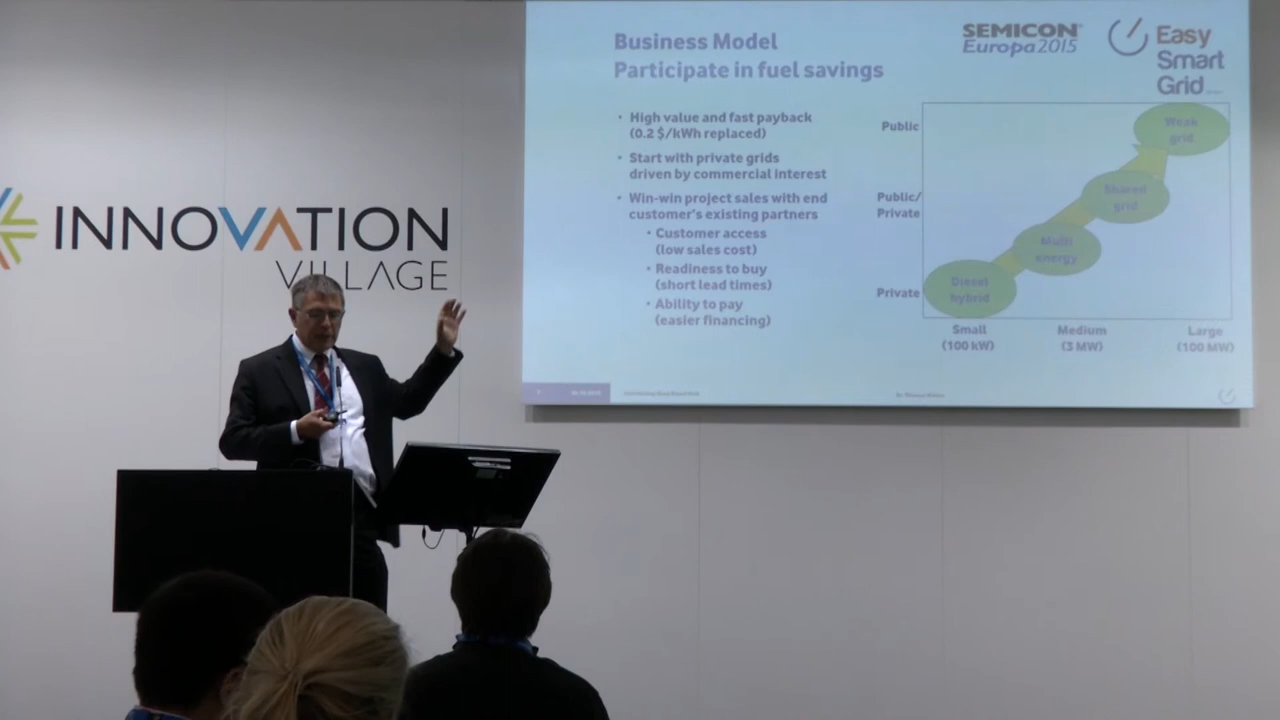 INNOVATION
VILLAGE
Business Model
Participate in fuel savings
SEMICON
Europa2015
Easy
Smart
Grid
• High value and fast payback
(0.2 $/kWh replaced)
• Start with private grids
driven by commercial interest
• Win-win project sales with end
customer's existing partners
• Customer access
(low sales cost)
• Readiness to buy
(short lead times)
• Ability to pay
(easier financing)
Public
Public/
Private
Private
Weak
grid
Shared
grid
Multi
energy
Diesel
hybrid
Small
(100 kW)
Medium
(3 MW)
Large
(100 MW)